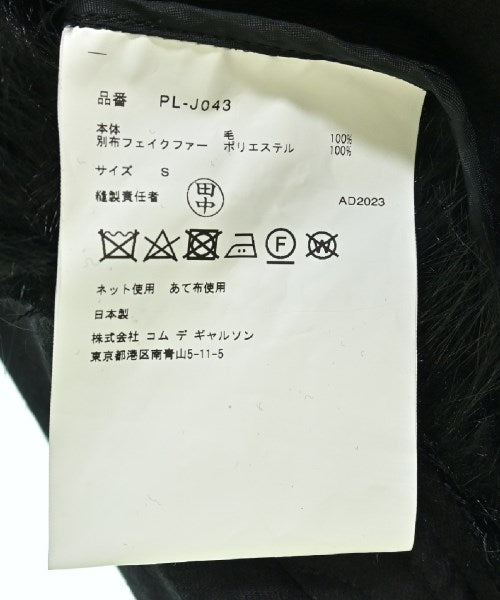 品番 PL-J043
本体 毛 100%
別布フェイクファー ポリエステル 100%
サイズ S
縫製責任者 田中
AD2023
F W
ネット使用 あて布使用
日本製
株式会社 コム デ ギャルソン
東京都港区南青山5-11-5